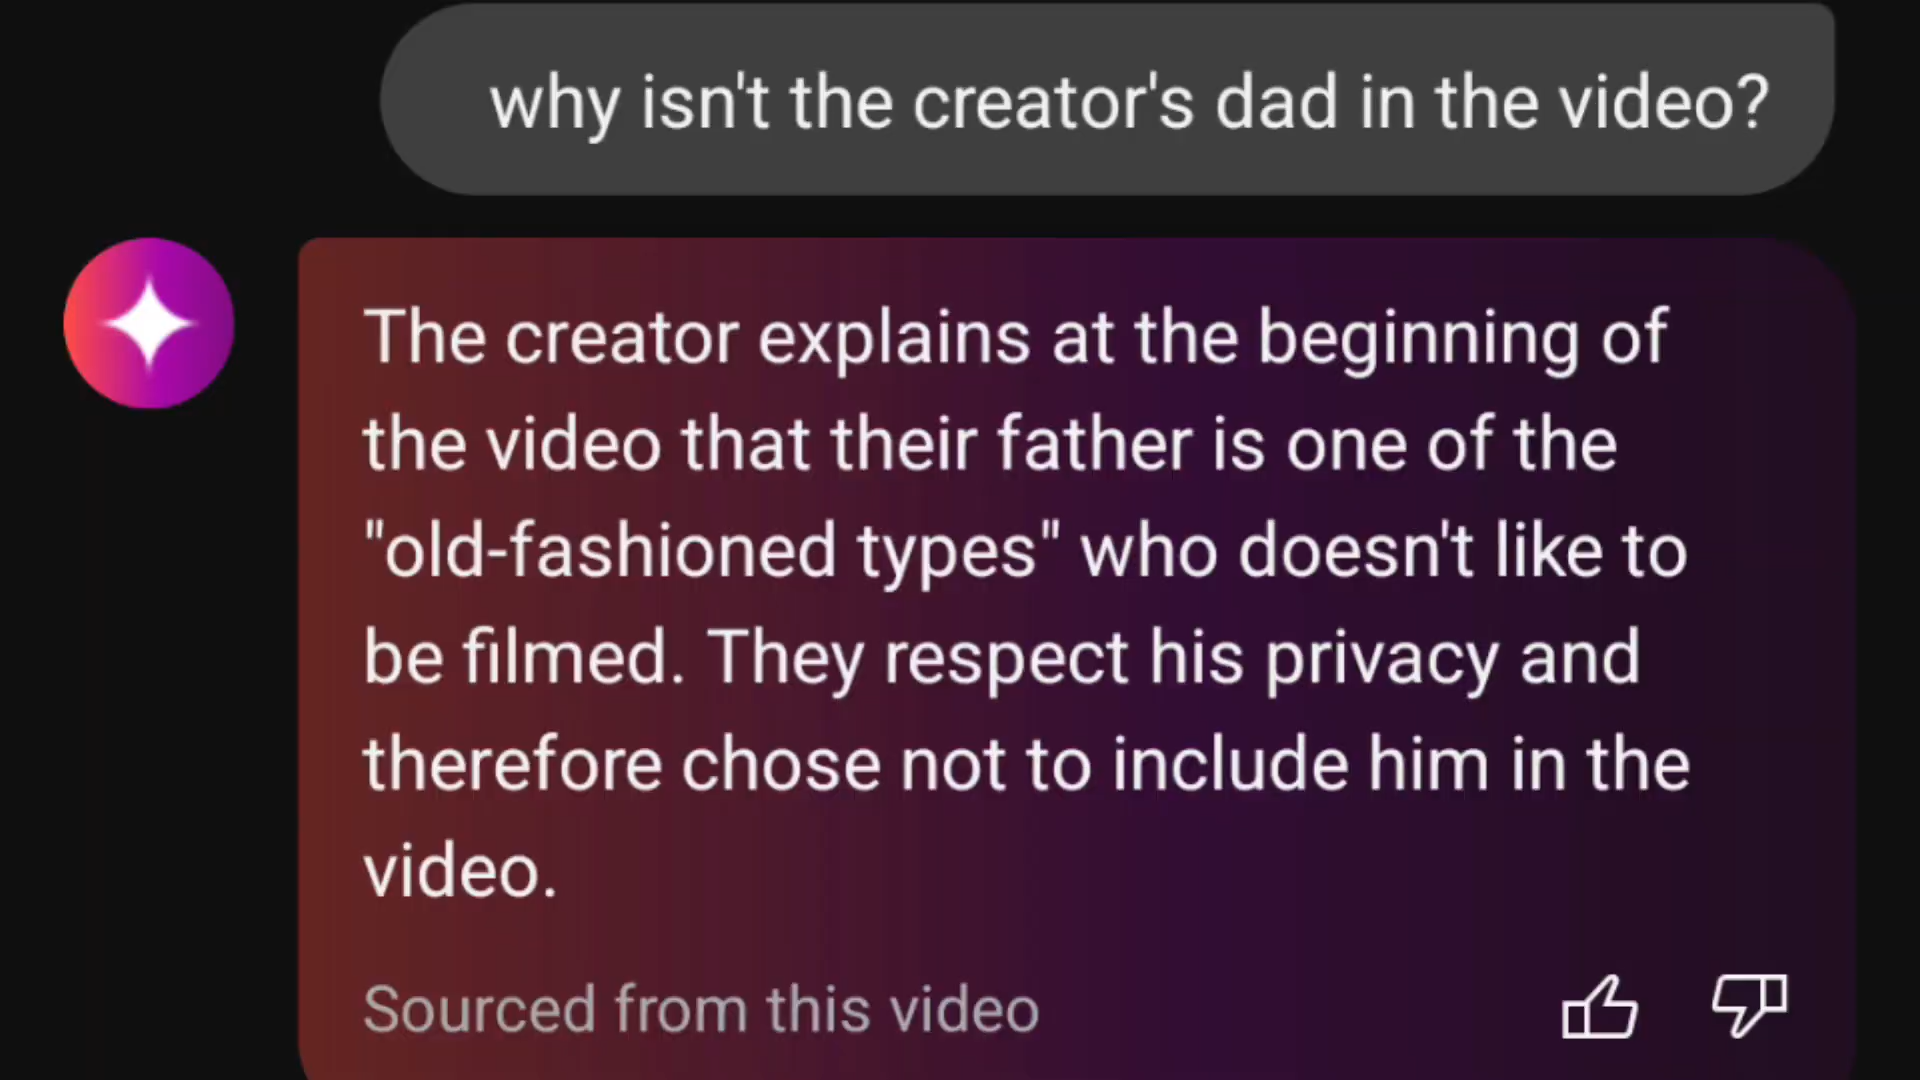 why isn't the creator's dad in the video?
The creator explains at the beginning of
the video that their father is one of the
"old-fashioned types" who doesn't like to
be filmed. They respect his privacy and
therefore chose not to include him in the
video.
Sourced from this video